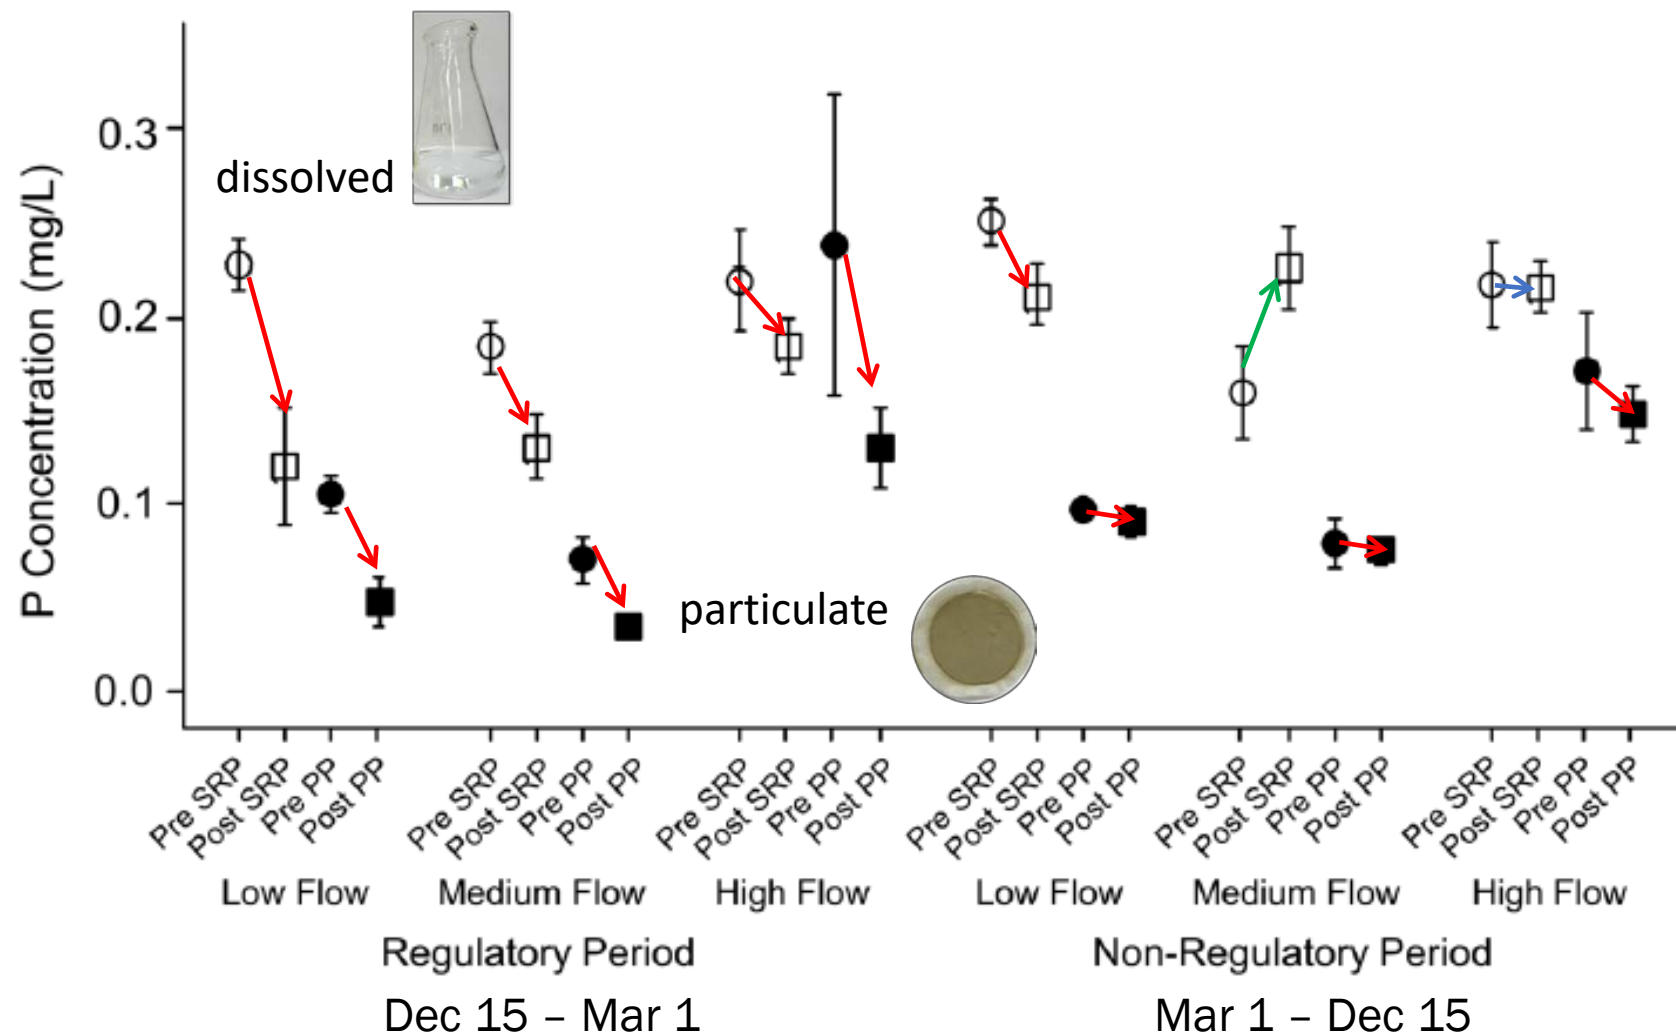 P Concentration (mg/L)
0.3
0.2
0.1
0.0
dissolved
particulate
Pre SRP
Post SRP
Pre PP
Post PP
Pre SRP
Post SRP
Pre PP
Post PP
Pre SRP
Post SRP
Pre PP
Post PP
Pre SRP
Post SRP
Pre PP
Post PP
Pre SRP
Post SRP
Pre PP
Post PP
Pre SRP
Post SRP
Pre PP
Post PP
Low Flow Medium Flow High Flow Low Flow Medium Flow High Flow
Regulatory Period Non-Regulatory Period
Dec 15 – Mar 1 Mar 1 – Dec 15